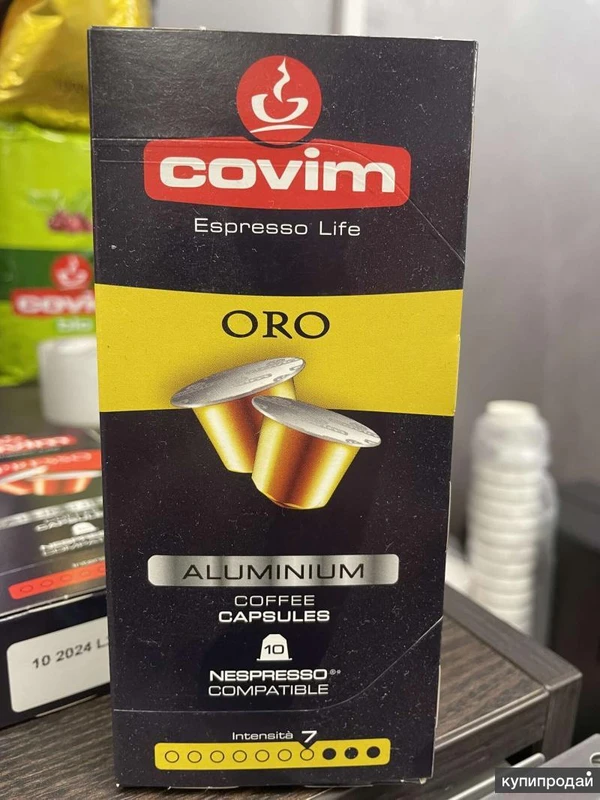 covim
Espresso Life
ORO
ALUMINIUM
COFFEE
CAPSULES
10
NESPRESSO®*
COMPATIBLE
Intensità 7
covim
10 2024
купипродай